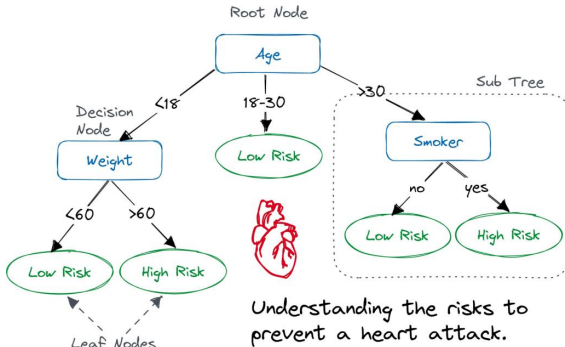 Root Node
Age
<18
18-30
>30
Sub Tree
Decision
Node
Weight
Low Risk
Smoker
<60
>60
no
yes
Low Risk
High Risk
Low Risk
High Risk
Leaf Nodes
Understanding the risks to
prevent a heart attack.